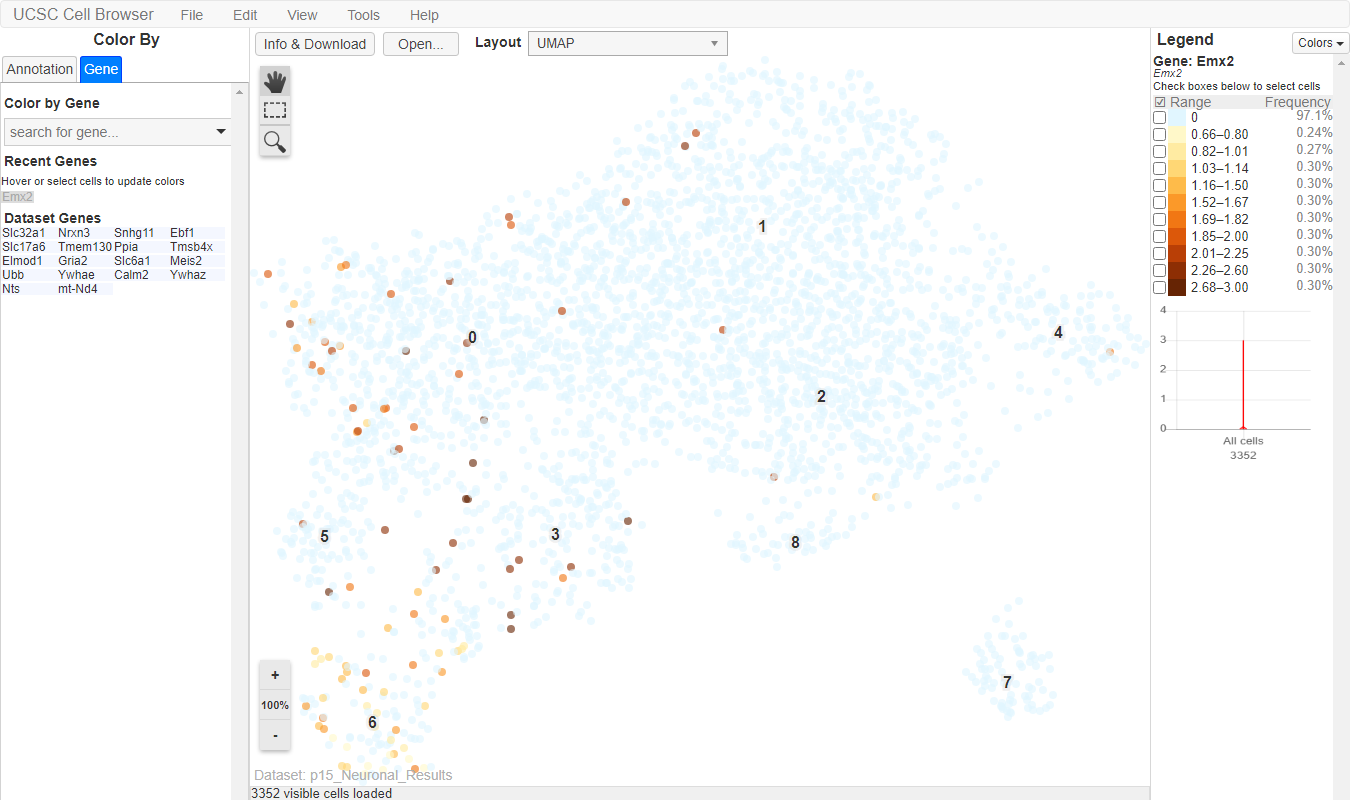 UCSC Cell Browser File Edit View Tools Help
Color By
Annotation Gene
Color by Gene
search for gene...
Recent Genes
Hover or select cells to update colors
Emx2
Dataset Genes
Slc32a1 Nrxn3 Snhg11 Ebf1
Slc17a6 Tmem130 Ppia Tmsb4x
Elmod1 Gria2 Slc6a1 Meis2
Ubb Ywhae Calm2 Ywhaz
Nts mt-Nd4
Info & Download Open... Layout UMAP
1
0
4
2
5
3
8
7
6
+
100%
-
Dataset: p15_Neuronal_Results
3352 visible cells loaded
Legend Colors
Gene: Emx2
Emx2
Check boxes below to select cells
Range Frequency
0 97.1%
0.66–0.80 0.24%
0.82–1.01 0.27%
1.03–1.14 0.30%
1.16–1.50 0.30%
1.52–1.67 0.30%
1.69–1.82 0.30%
1.85–2.00 0.30%
2.01–2.25 0.30%
2.26–2.60 0.30%
2.68–3.00 0.30%
4
3
2
1
0
All cells
3352